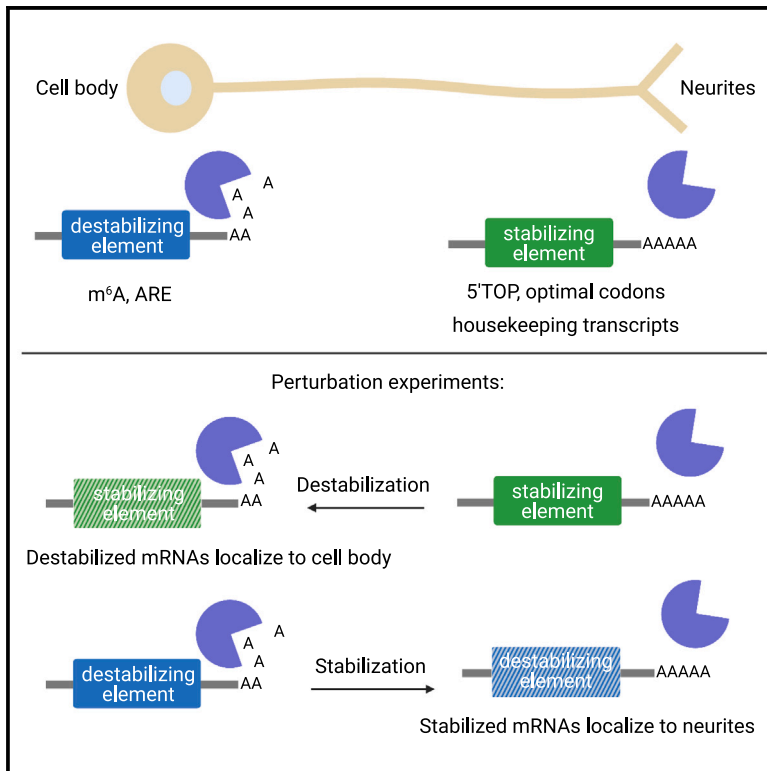 Cell body
Neurites
A
A
A
destabilizing
element
AA
m⁶A, ARE
stabilizing
element
AAAAA
5'TOP, optimal codons
housekeeping transcripts
Perturbation experiments:
A
A
A
stabilizing
element
AA
Destabilization
stabilizing
element
AAAAA
Destabilized mRNAs localize to cell body
A
A
A
destabilizing
element
AA
Stabilization
destabilizing
element
AAAAA
Stabilized mRNAs localize to neurites